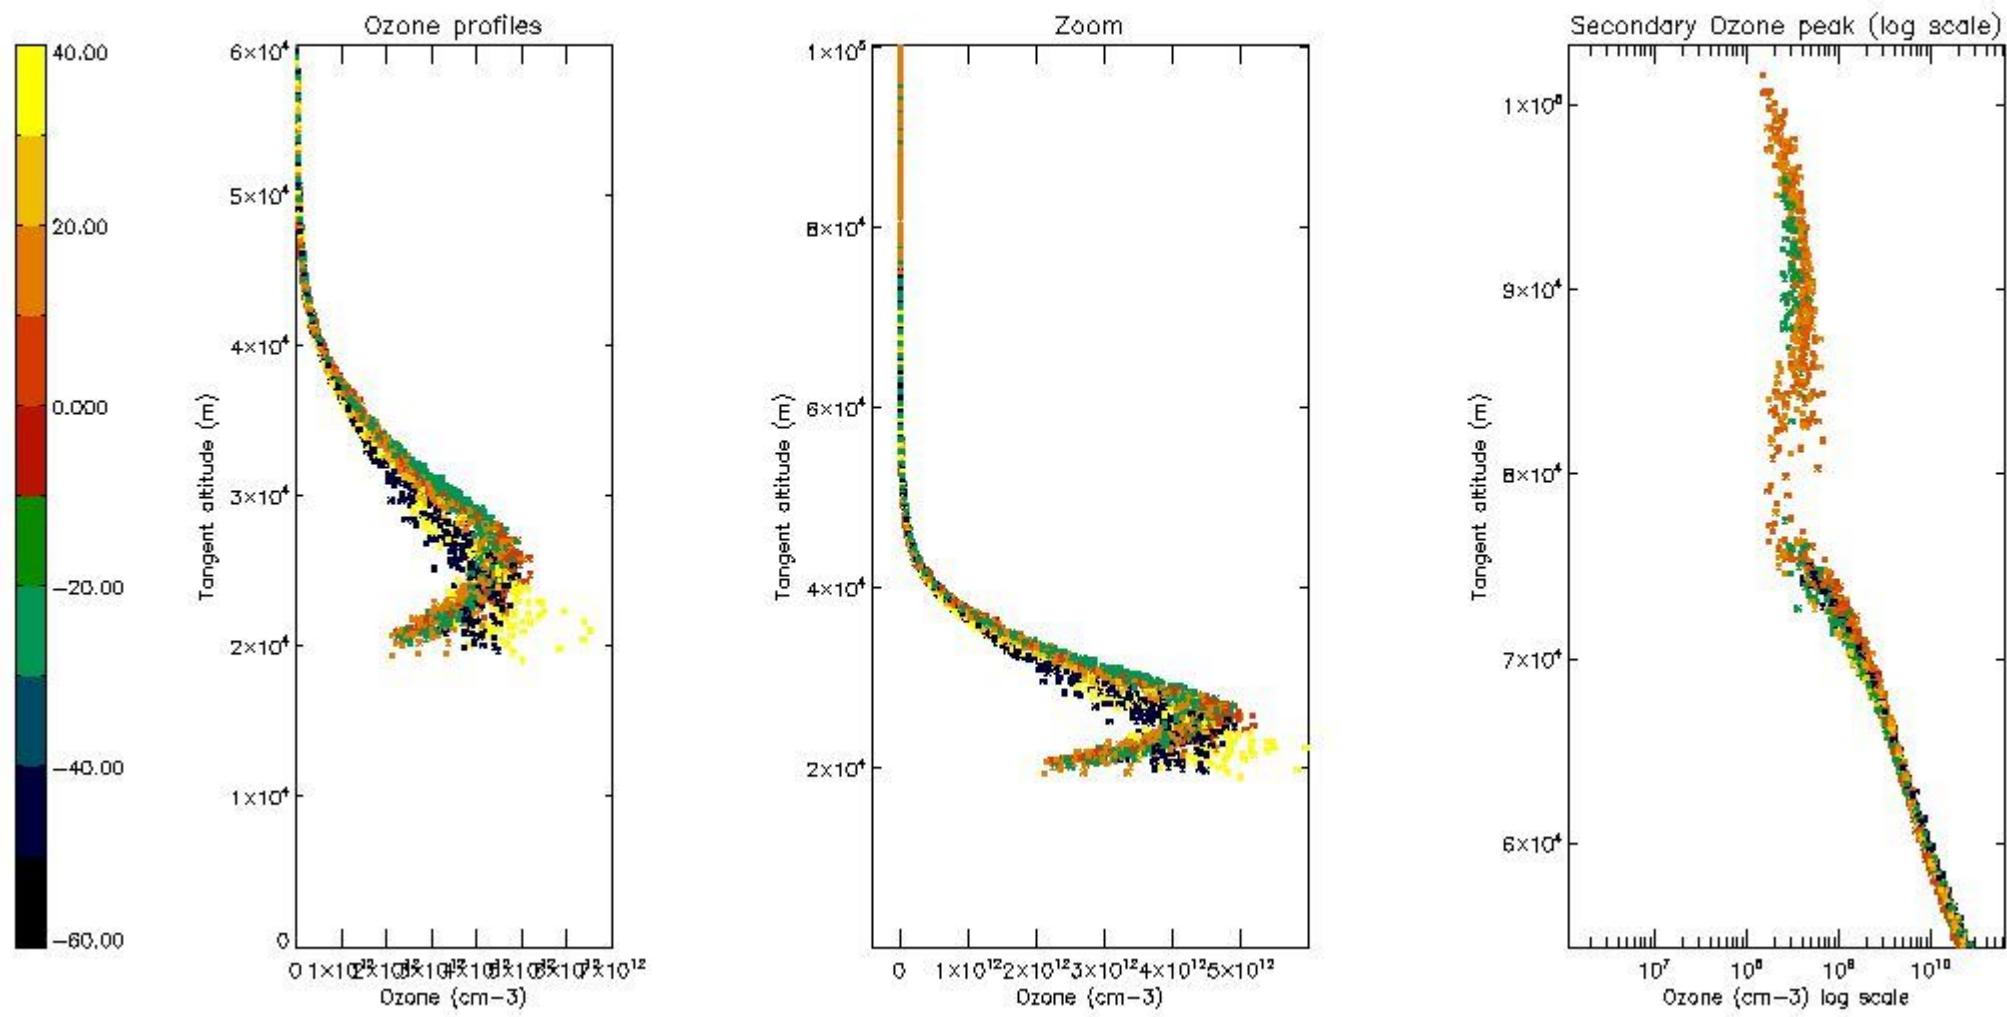 Ozone profiles
Zoom
Secondary Ozone peak (log scale)
40.00
20.00
0.000
−20.00
−40.00
−60.00
Tangent altitude (m)
6×10⁴
5×10⁴
4×10⁴
3×10⁴
2×10⁴
1×10⁴
0
Ozone (cm−3)
Tangent altitude (m)
1×10⁵
8×10⁴
6×10⁴
4×10⁴
2×10⁴
0 1×10¹² 2×10¹² 3×10¹² 4×10¹² 5×10¹²
Ozone (cm−3)
Tangent altitude (m)
1×10⁵
9×10⁴
8×10⁴
7×10⁴
6×10⁴
10⁷ 10⁸ 10⁹ 10¹⁰
Ozone (cm−3) log scale